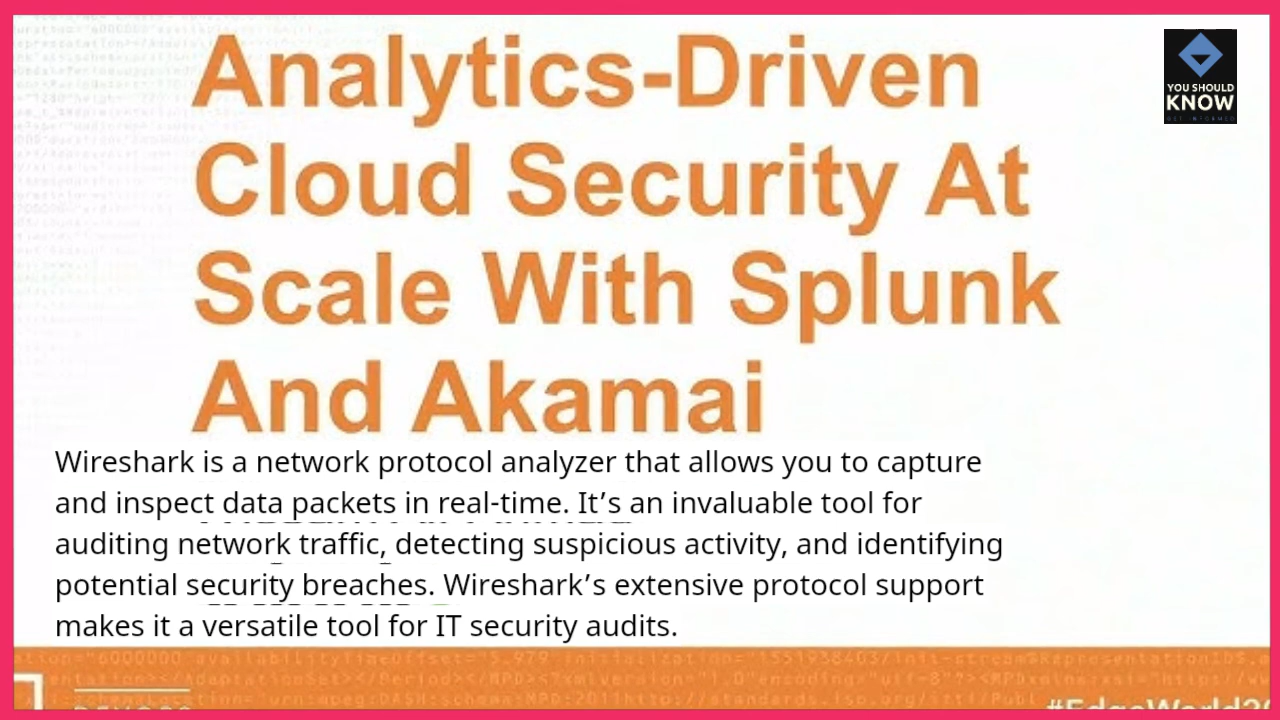 Analytics-Driven
Cloud Security At
Scale With Splunk
And Akamai
YOU SHOULD
KNOW
GET INFORMED
Wireshark is a network protocol analyzer that allows you to capture
and inspect data packets in real-time. It’s an invaluable tool for
auditing network traffic, detecting suspicious activity, and identifying
potential security breaches. Wireshark’s extensive protocol support
makes it a versatile tool for IT security audits.